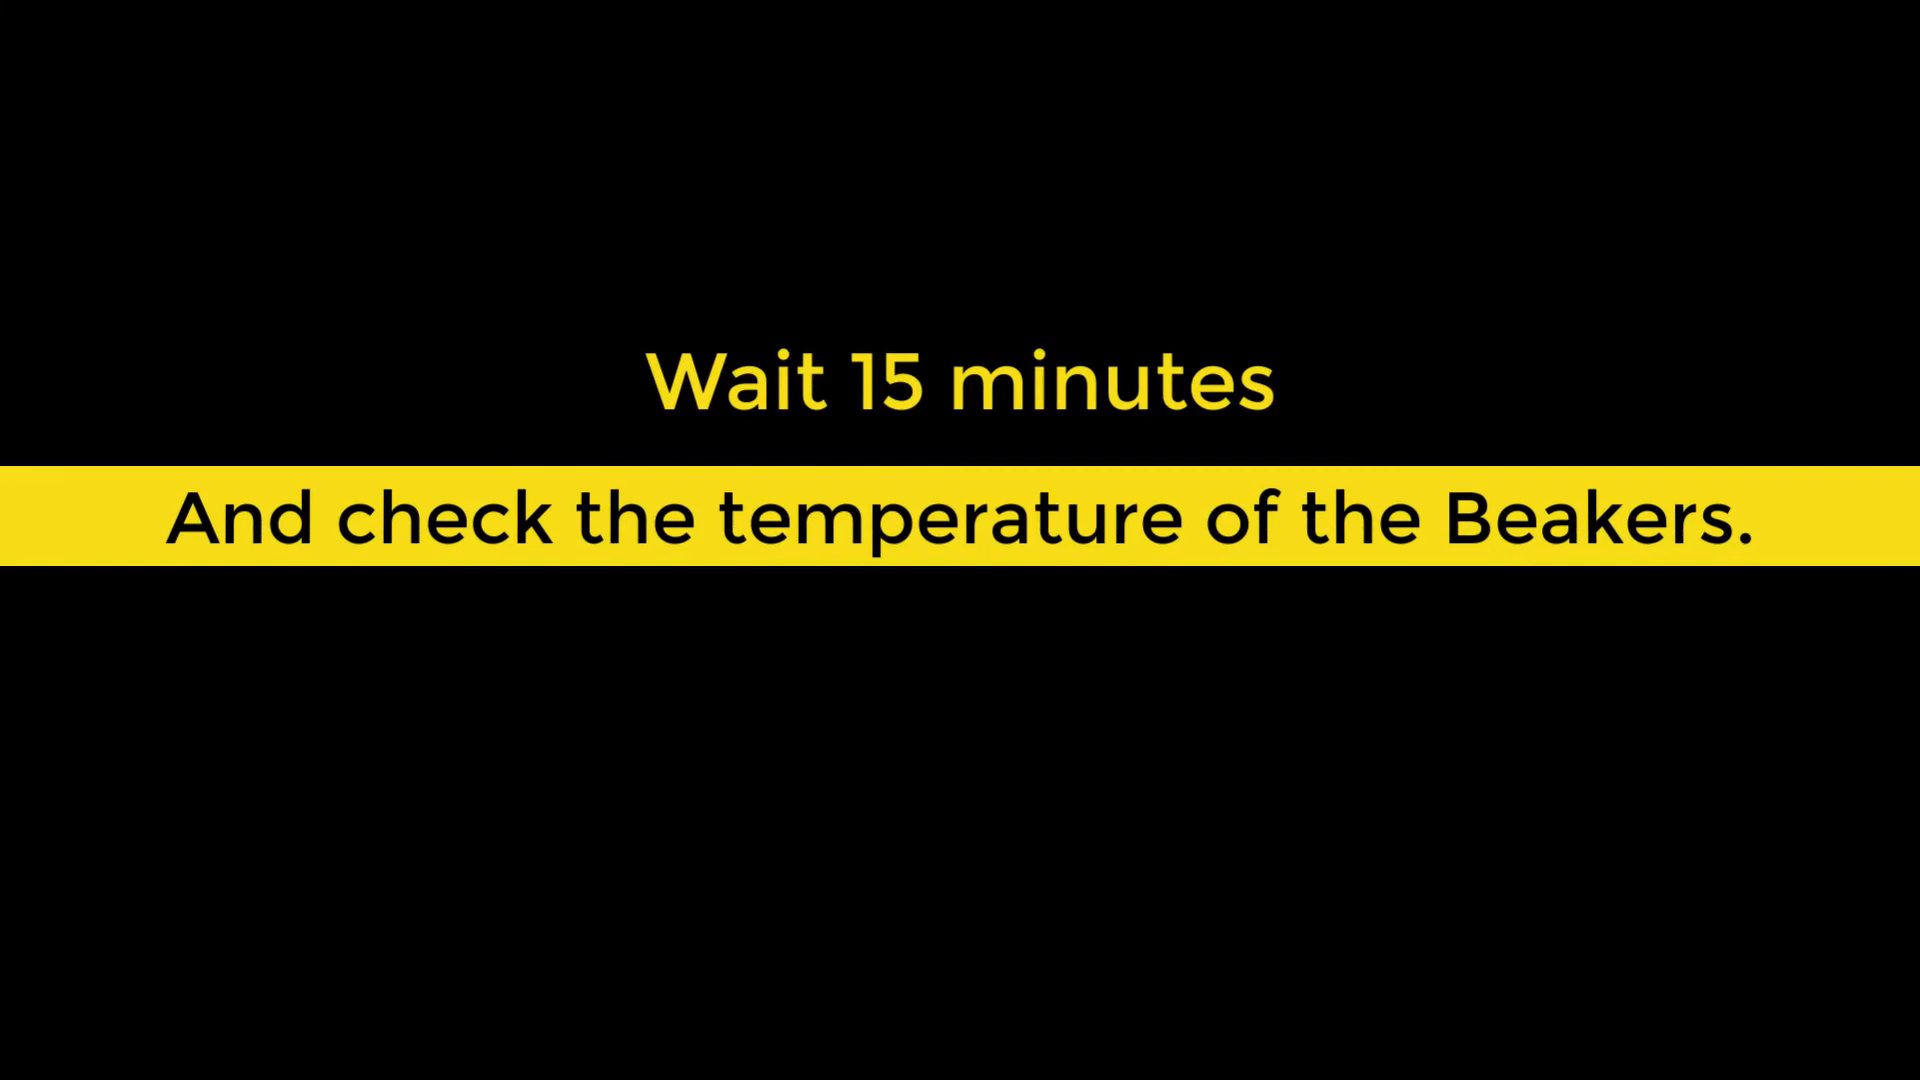 Wait 15 minutes
And check the temperature of the Beakers.